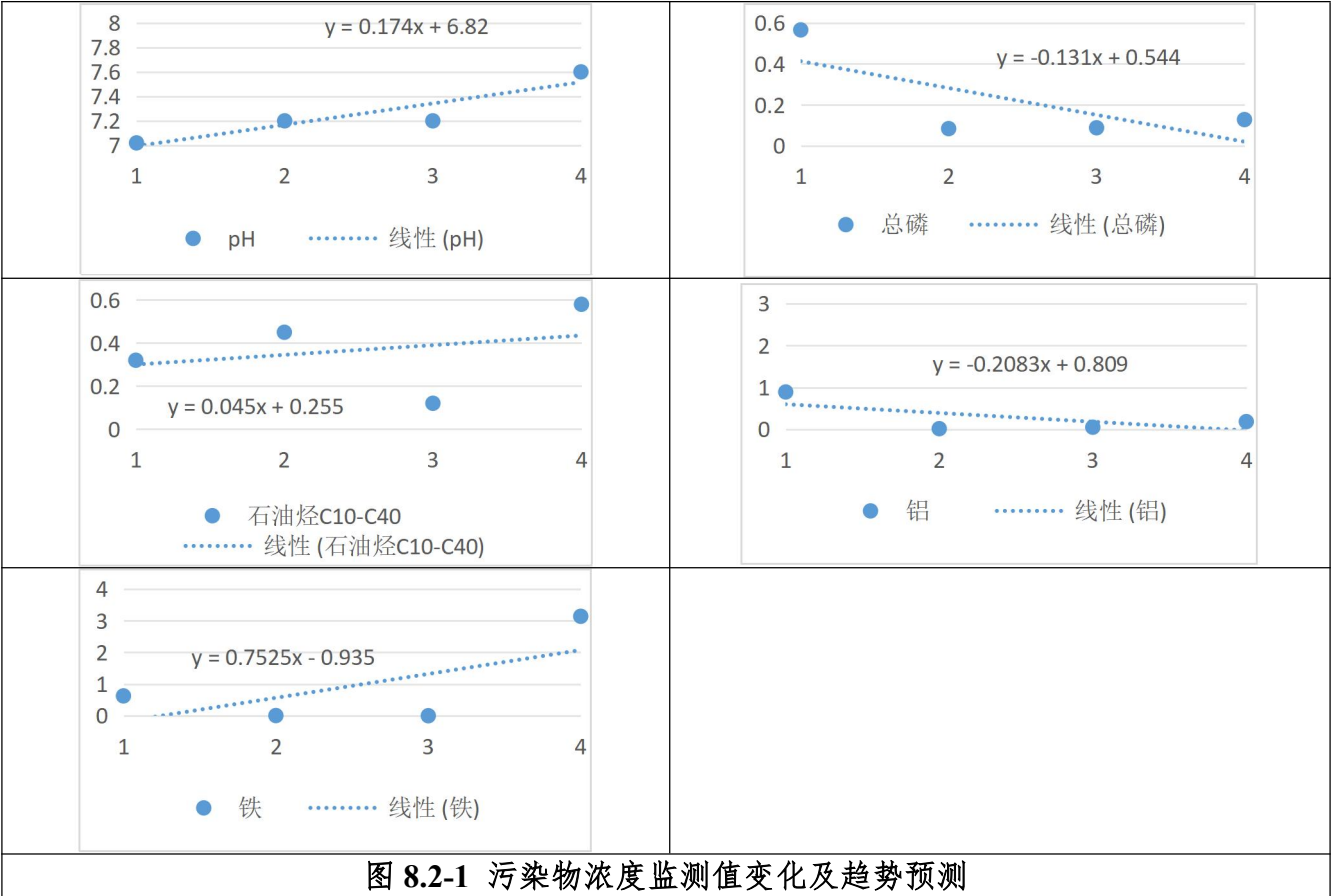 y = 0.174x + 6.82
8
7.8
7.6
7.4
7.2
7
1 2 3 4
pH 线性 (pH)
y = -0.131x + 0.544
0.6
0.4
0.2
0
1 2 3 4
总磷 线性 (总磷)
0.6
0.4
0.2
0
y = 0.045x + 0.255
1 2 3 4
石油烃C10-C40
线性 (石油烃C10-C40)
3
2
1
0
y = -0.2083x + 0.809
1 2 3 4
铝 线性 (铝)
4
3
2
1
0
y = 0.7525x - 0.935
1 2 3 4
铁 线性 (铁)
图 8.2-1 污染物浓度监测值变化及趋势预测